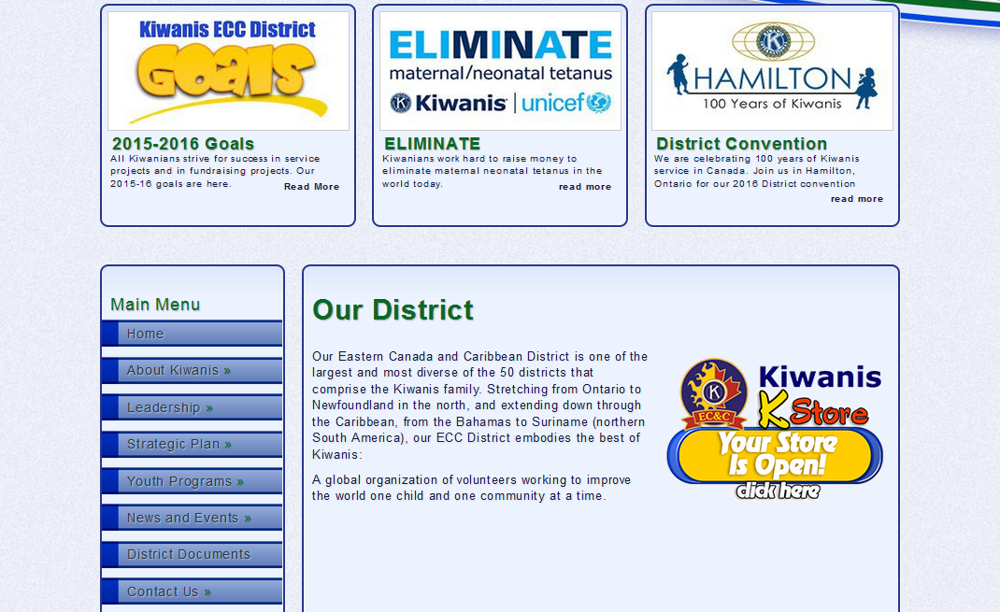 Kiwanis ECC District
GOALS
2015-2016 Goals
All Kiwanians strive for success in service
projects and in fundraising projects. Our
2015-16 goals are here.
Read More
ELIMINATE
maternal/neonatal tetanus
K Kiwanis | unicef
ELIMINATE
Kiwanians work hard to raise money to
eliminate maternal neonatal tetanus in the
world today.
read more
K
HAMILTON
100 Years of Kiwanis
District Convention
We are celebrating 100 years of Kiwanis
service in Canada. Join us in Hamilton,
Ontario for our 2016 District convention
read more
Main Menu
Home
About Kiwanis »
Leadership »
Strategic Plan »
Youth Programs »
News and Events »
District Documents
Contact Us »
Our District
Our Eastern Canada and Caribbean District is one of the
largest and most diverse of the 50 districts that
comprise the Kiwanis family. Stretching from Ontario to
Newfoundland in the north, and extending down through
the Caribbean, from the Bahamas to Suriname (northern
South America), our ECC District embodies the best of
Kiwanis:
A global organization of volunteers working to improve
the world one child and one community at a time.
K
EC&C
Kiwanis
K Store
Your Store
Is Open!
click here